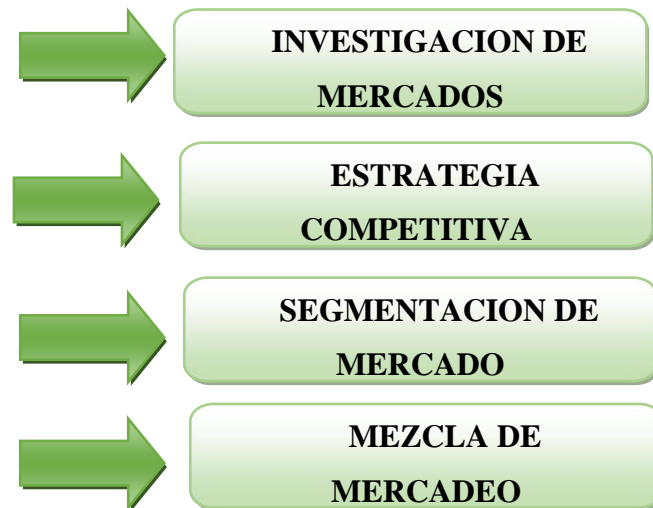 INVESTIGACION DE
MERCADOS
ESTRATEGIA
COMPETITIVA
SEGMENTACION DE
MERCADO
MEZCLA DE
MERCADEO